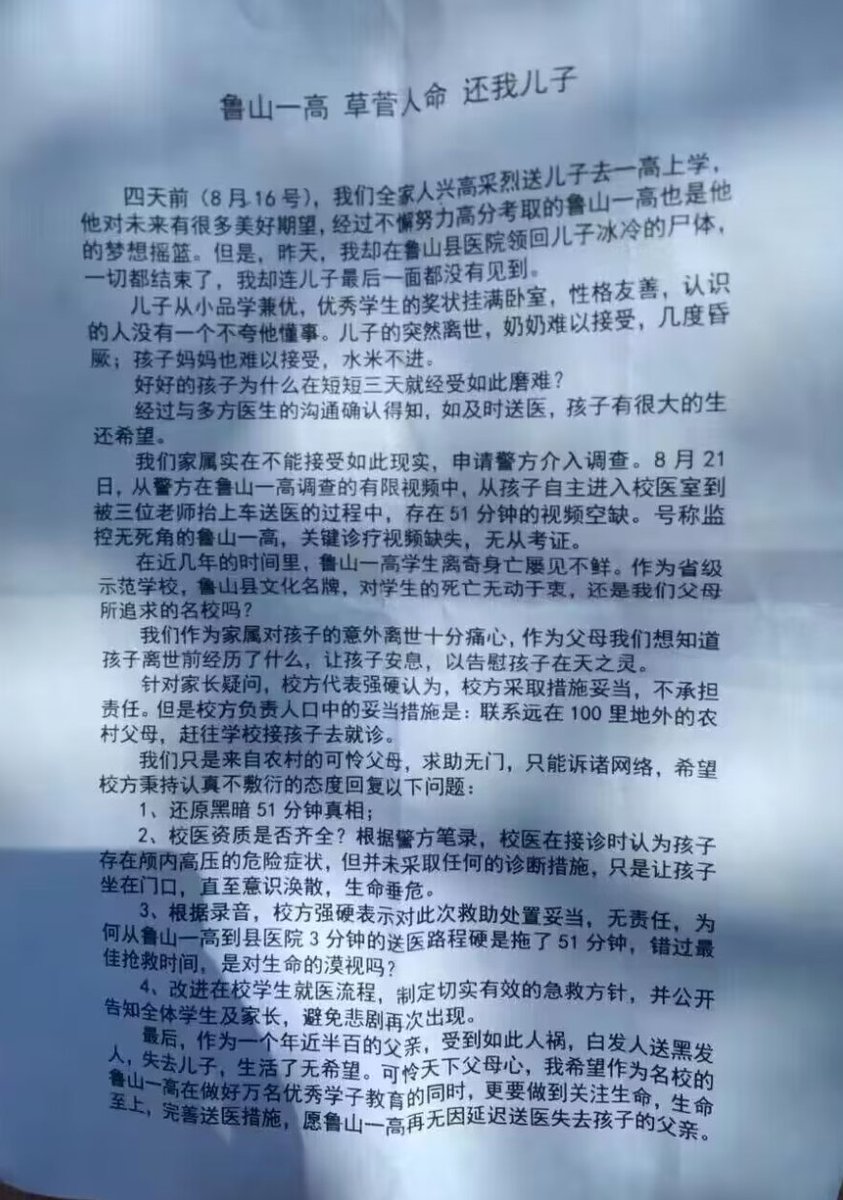 鲁山一高 草菅人命 还我儿子
四天前（8月16号），我们全家人兴高采烈送儿子去一高上学，
他对未来有很多美好期望，经过不懈努力高分考取的鲁山一高也是他
的梦想摇篮。但是，昨天，我却在鲁山县医院领回儿子冰冷的尸体，
一切都结束了，我却连儿子最后一面都没有见到。
儿子从小品学兼优，优秀学生的奖状挂满卧室，性格友善，认识
的人没有一个不夸他懂事。儿子的突然离世，奶奶难以接受，几度昏
厥；孩子妈妈也难以接受，水米不进。
好好的孩子为什么在短短三天就经受如此磨难？
经过与多方医生的沟通确认得知，如及时送医，孩子有很大的生
还希望。
我们家属实在不能接受如此现实，申请警方介入调查。8月21
日，从警方在鲁山一高调查的有限视频中，从孩子自主进入校医室到
被三位老师抬上车送医的过程中，存在51分钟的视频空缺。号称监
控无死角的鲁山一高，关键诊疗视频缺失，无从考证。
在近几年的时间里，鲁山一高学生离奇身亡屡见不鲜。作为省级
示范学校，鲁山县文化名牌，对学生的死亡无动于衷，还是我们父母
所追求的名校吗？
我们作为家属对孩子的意外离世十分痛心，作为父母我们想知道
孩子离世前经历了什么，让孩子安息，以告慰孩子在天之灵。
针对家长疑问，校方代表强硬认为，校方采取措施妥当，不承担
责任。但是校方负责人口中的妥当措施是：联系远在100里地外的农
村父母，赶往学校接孩子去就诊。
我们只是来自农村的可怜父母，求助无门，只能诉诸网络，希望
校方秉持认真不敷衍的态度回复以下问题：
1、还原黑暗51分钟真相；
2、校医资质是否齐全？根据警方笔录，校医在接诊时认为孩子
存在颅内高压的危险症状，但并未采取任何的诊断措施，只是让孩子
坐在门口，直至意识涣散，生命垂危。
3、根据录音，校方强硬表示对此次救助处置妥当，无责任，为
何从鲁山一高到县医院3分钟的送医路程硬是拖了51分钟，错过最
佳抢救时间，是对生命的漠视吗？
4、改进在校学生就医流程，制定切实有效的急救方针，并公开
告知全体学生及家长，避免悲剧再次出现。
最后，作为一个年近半百的父亲，受到如此人祸，白发人送黑发
人，失去儿子，生活了无希望。可怜天下父母心，我希望作为名校的
鲁山一高在做好万名优秀学子教育的同时，更要做到关注生命，生命
至上，完善送医措施，愿鲁山一高再无因延迟送医失去孩子的父亲。